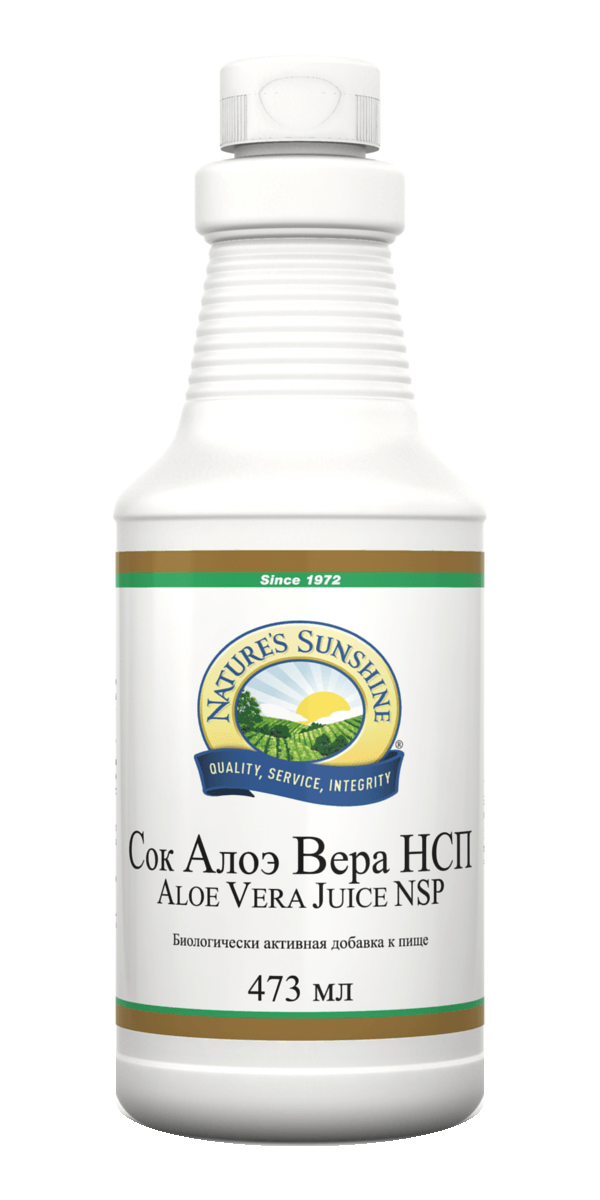 Since 1972
NATURE'S SUNSHINE
®
QUALITY, SERVICE, INTEGRITY
Сок Алоэ Вера НСП
ALOE VERA JUICE NSP
Биологически активная добавка к пище
473 мл